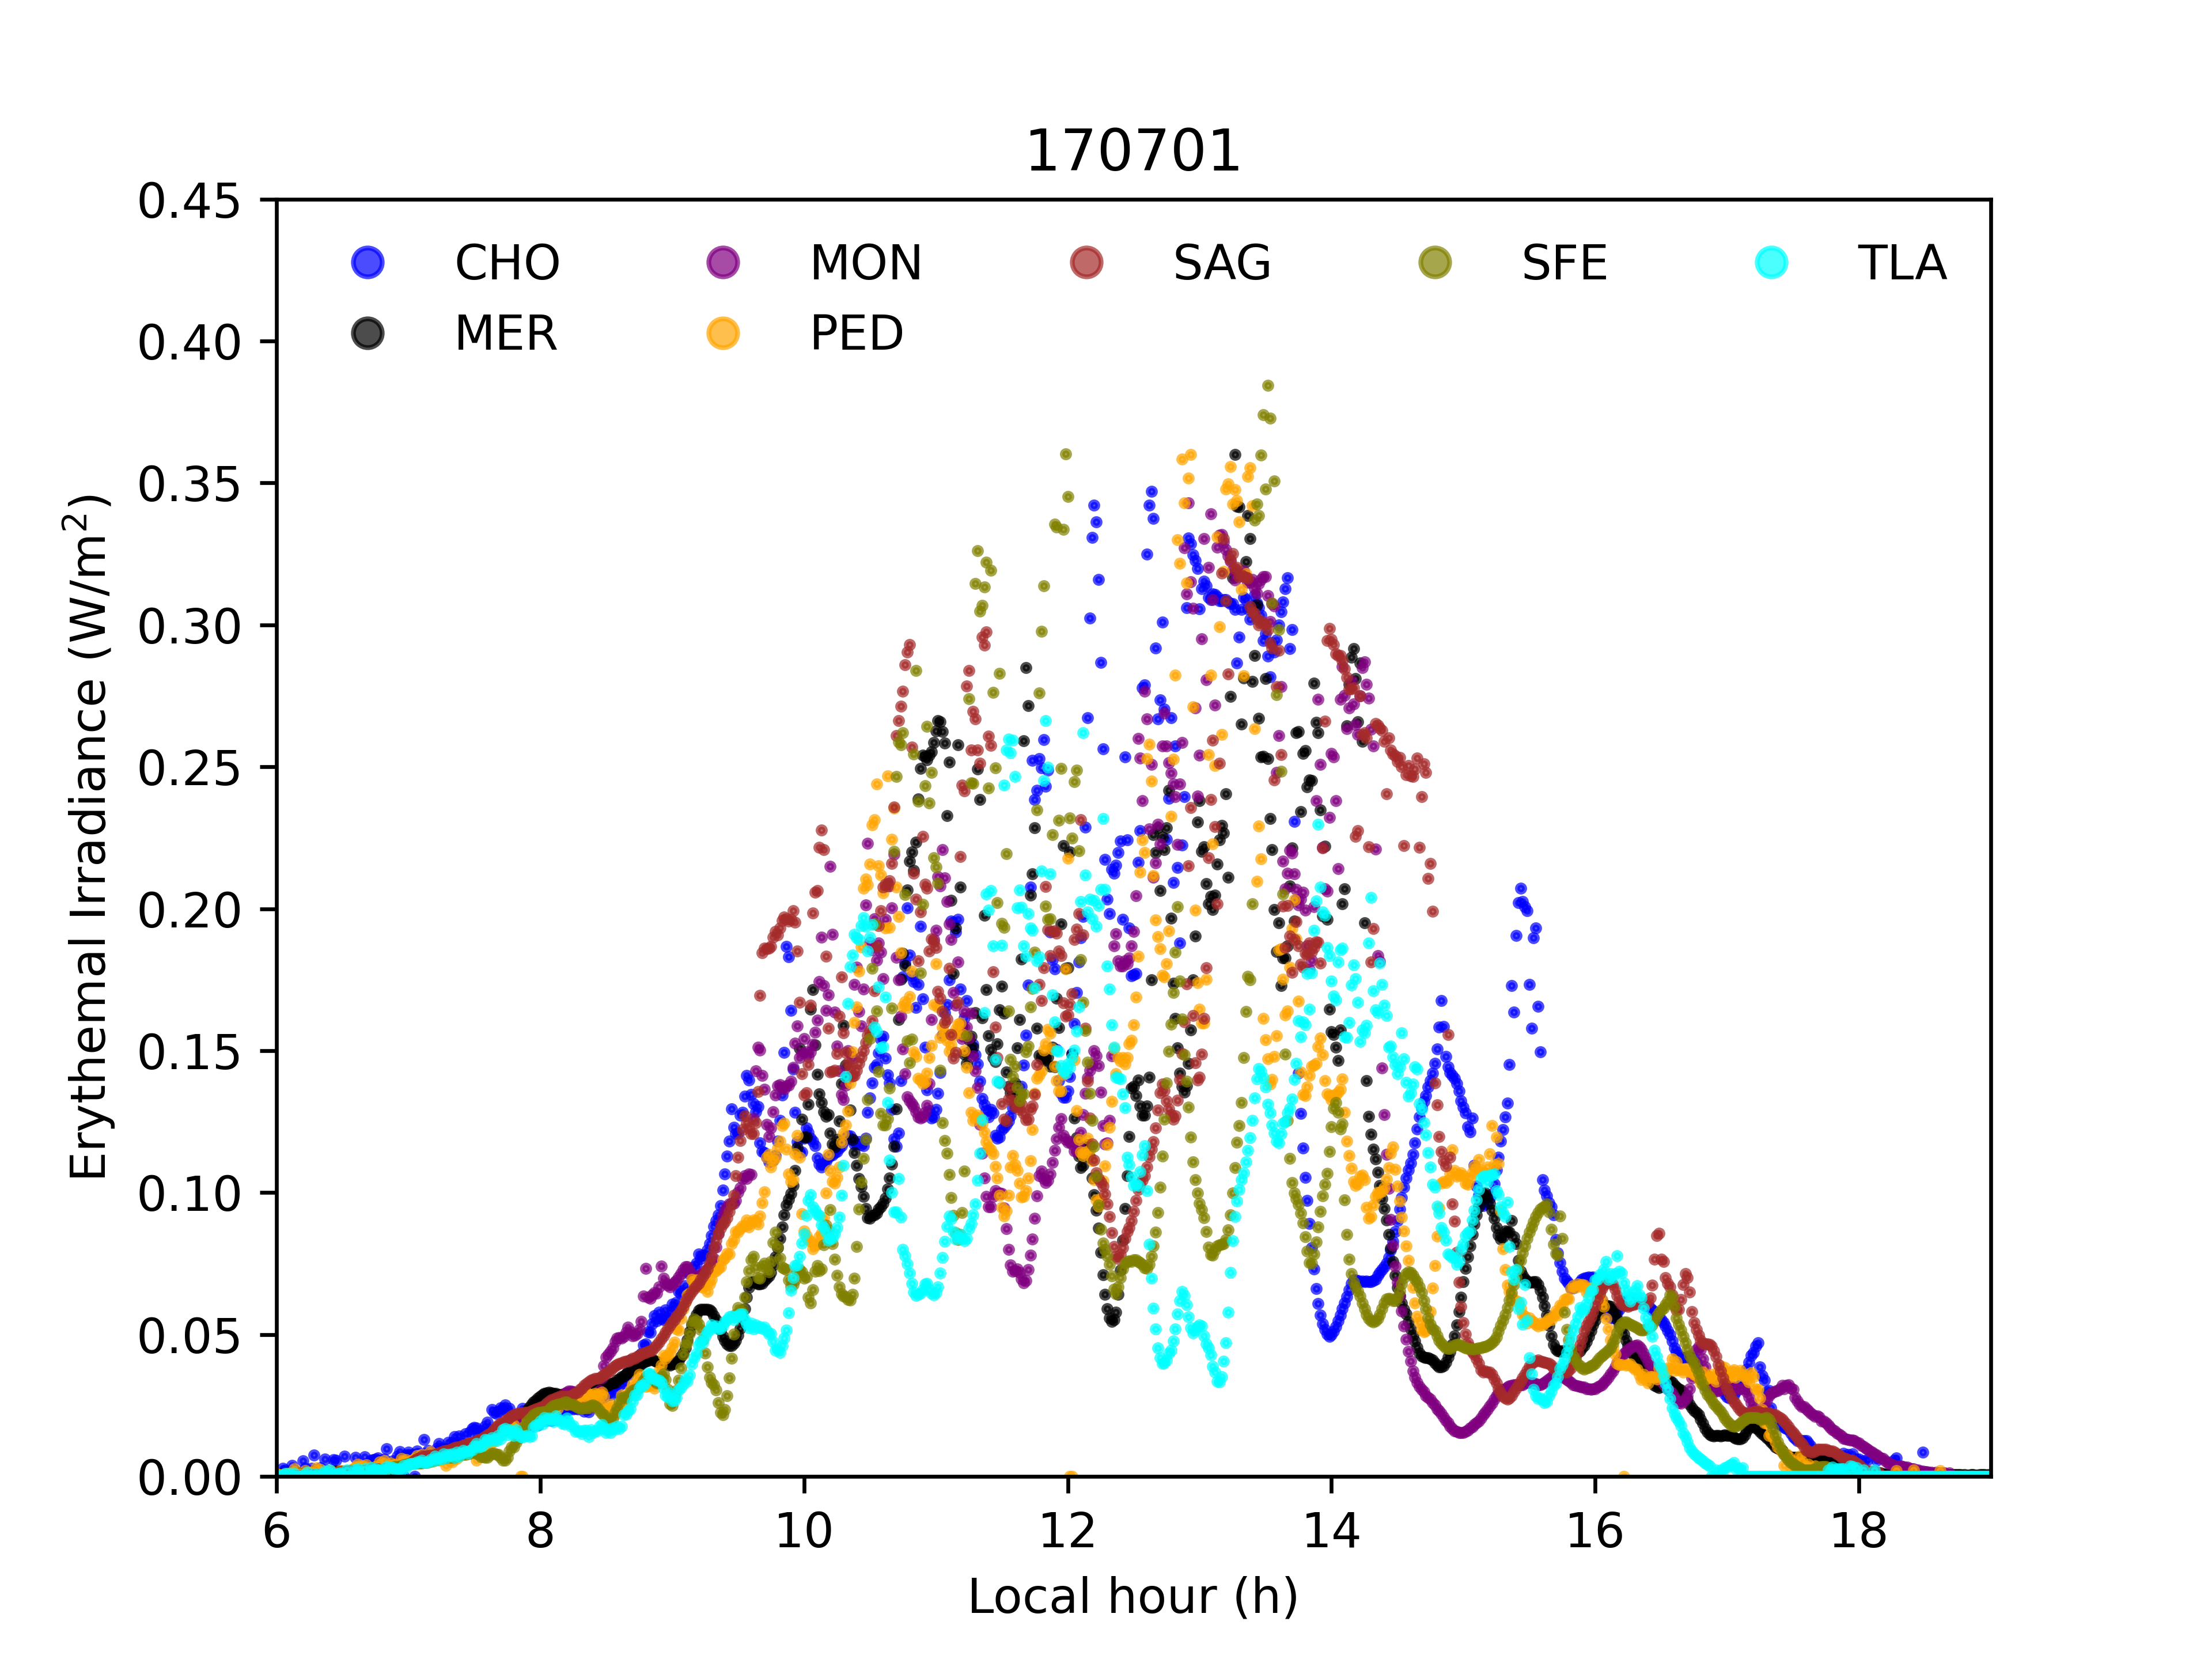 170701
0.45
0.40
0.35
0.30
0.25
0.20
0.15
0.10
0.05
0.00
Erythemal Irradiance (W/m²)
CHO MON SAG SFE TLA
MER PED
6 8 10 12 14 16 18
Local hour (h)